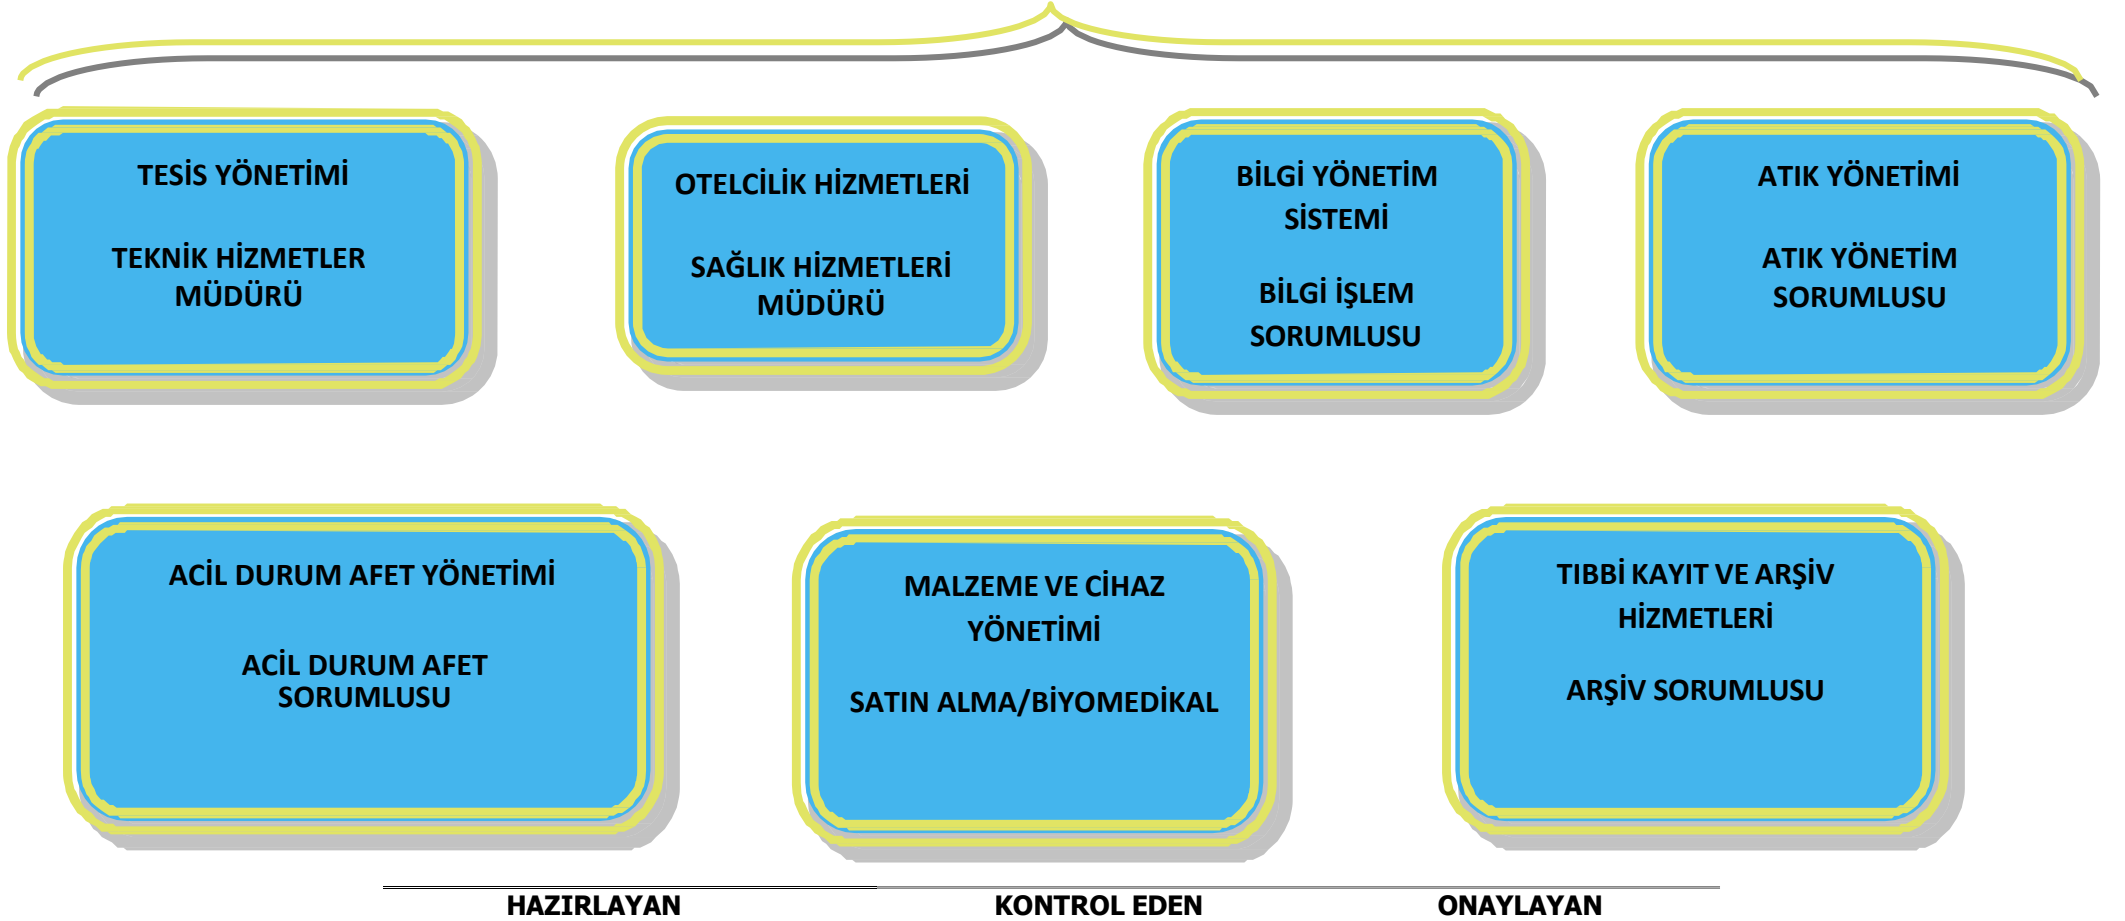 TESİS YÖNETİMİ
TEKNİK HİZMETLER
MÜDÜRÜ
OTELCİLİK HİZMETLERİ
SAĞLIK HİZMETLERİ
MÜDÜRÜ
BİLGİ YÖNETİM
SİSTEMİ
BİLGİ İŞLEM
SORUMLUSU
ATIK YÖNETİMİ
ATIK YÖNETİM
SORUMLUSU
ACİL DURUM AFET YÖNETİMİ
ACİL DURUM AFET
SORUMLUSU
MALZEME VE CİHAZ
YÖNETİMİ
SATIN ALMA/BİYOMEDİKAL
TIBBİ KAYIT VE ARŞİV
HİZMETLERİ
ARŞİV SORUMLUSU
HAZIRLAYAN
KONTROL EDEN
ONAYLAYAN